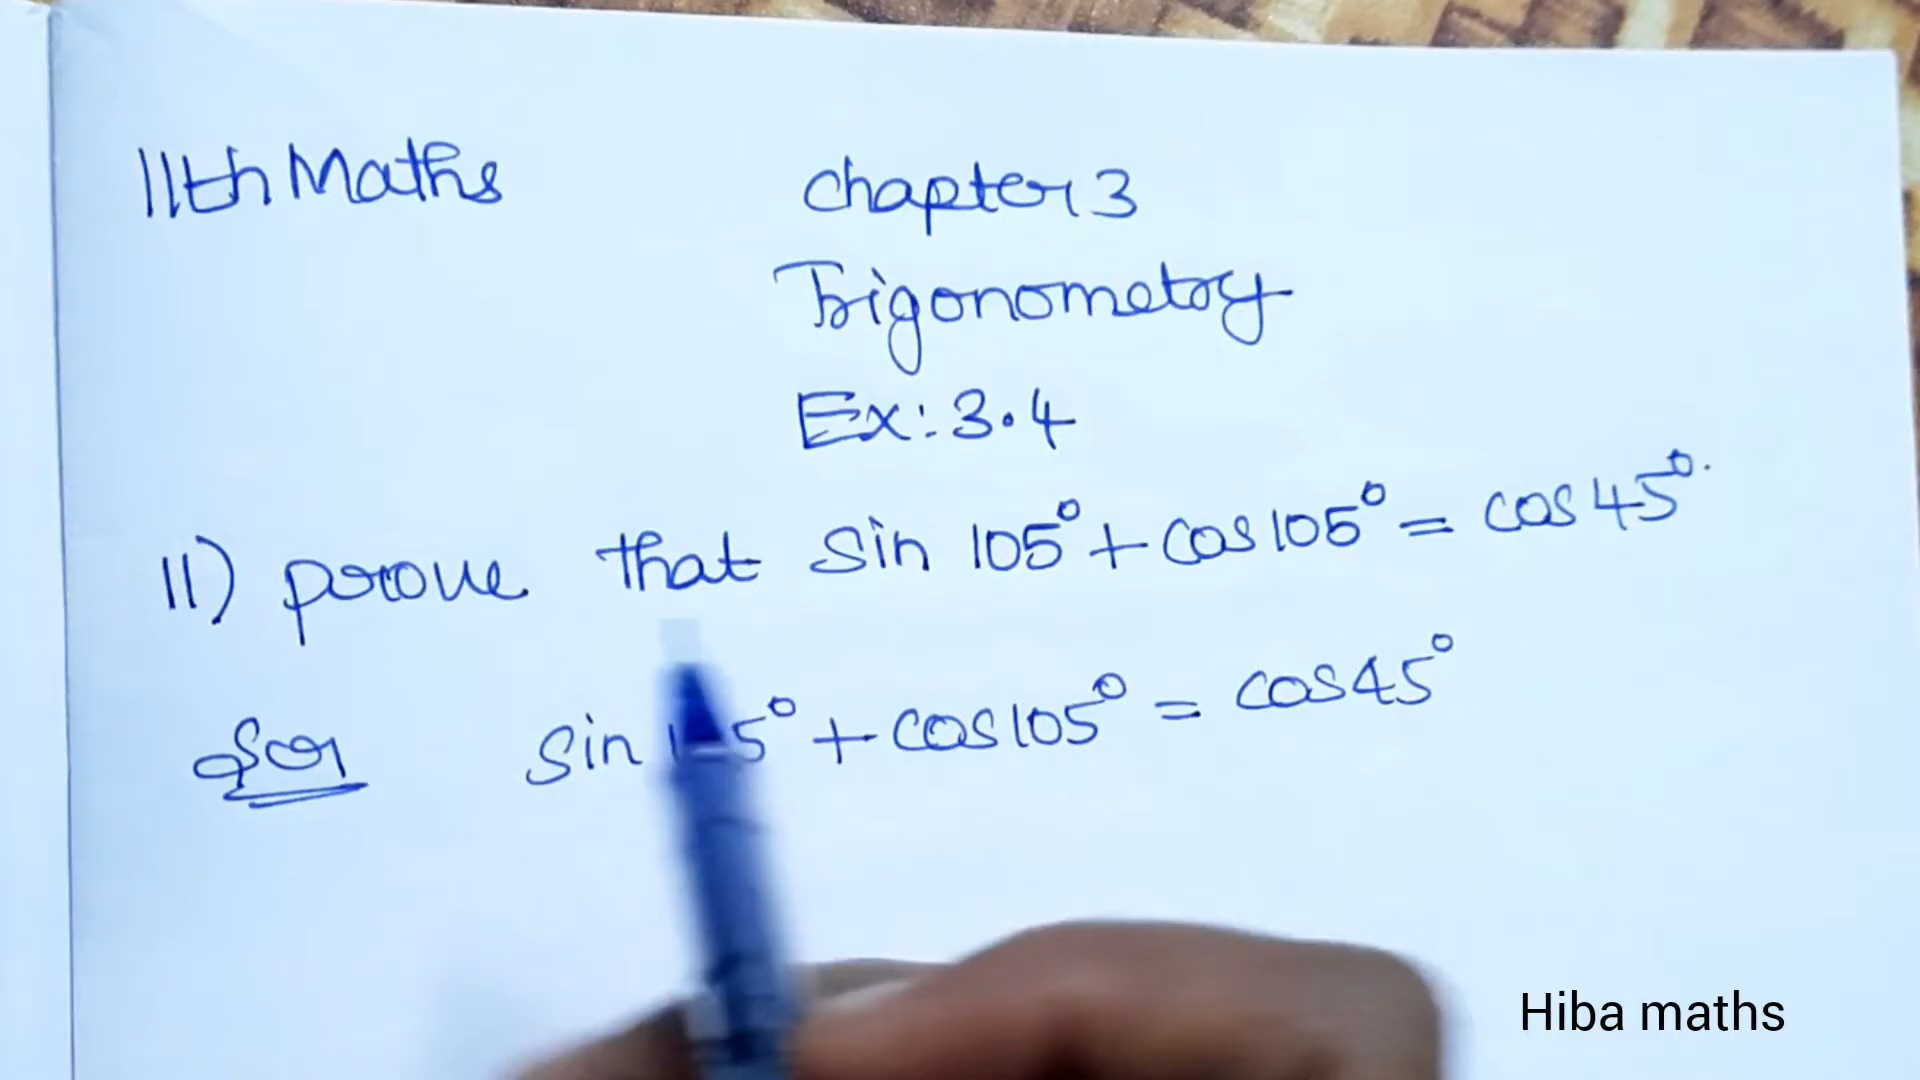 11th Maths
Chapter 3
Trigonometry
Ex: 3.4
11) prove that Sin 105° + cos 105° = cos 45°.
Sol
Sin 5° + cos 105° = cos 45°
Hiba maths